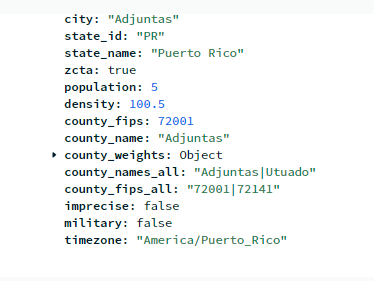 city: "Adjuntas"
state_id: "PR"
state_name: "Puerto Rico"
zcta: true
population: 5
density: 100.5
county_fips: 72001
county_name: "Adjuntas"
county_weights: Object
county_names_all: "Adjuntas|Utuado"
county_fips_all: "72001|72141"
imprecise: false
military: false
timezone: "America/Puerto_Rico"